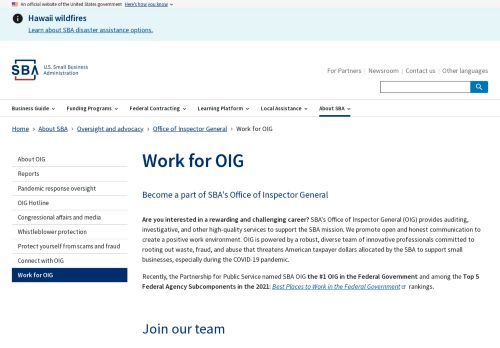 An official website of the United States government Here's how you know
Hawaii wildfires
Learn about SBA disaster assistance options.
SBA U.S. Small Business Administration
For Partners Newsroom Contact us Other languages
Business Guide Funding Programs Federal Contracting Learning Platform Local Assistance About SBA
Home About SBA Oversight and advocacy Office of Inspector General Work for OIG
About OIG
Reports
Pandemic response oversight
OIG Hotline
Congressional affairs and media
Whistleblower protection
Protect yourself from scams and fraud
Connect with OIG
Work for OIG
Work for OIG
Become a part of SBA's Office of Inspector General
Are you interested in a rewarding and challenging career? SBA's Office of Inspector General (OIG) provides auditing,
investigative, and other high-quality services to support the SBA mission. We promote open and honest communication to
create a positive work environment. OIG is powered by a robust, diverse team of innovative professionals committed to
rooting out waste, fraud, and abuse that threatens American taxpayer dollars allocated by the SBA to support small
businesses, especially during the COVID-19 pandemic.
Recently, the Partnership for Public Service named SBA OIG the #1 OIG in the Federal Government and among the Top 5
Federal Agency Subcomponents in the 2021: Best Places to Work in the Federal Government rankings.
Join our team